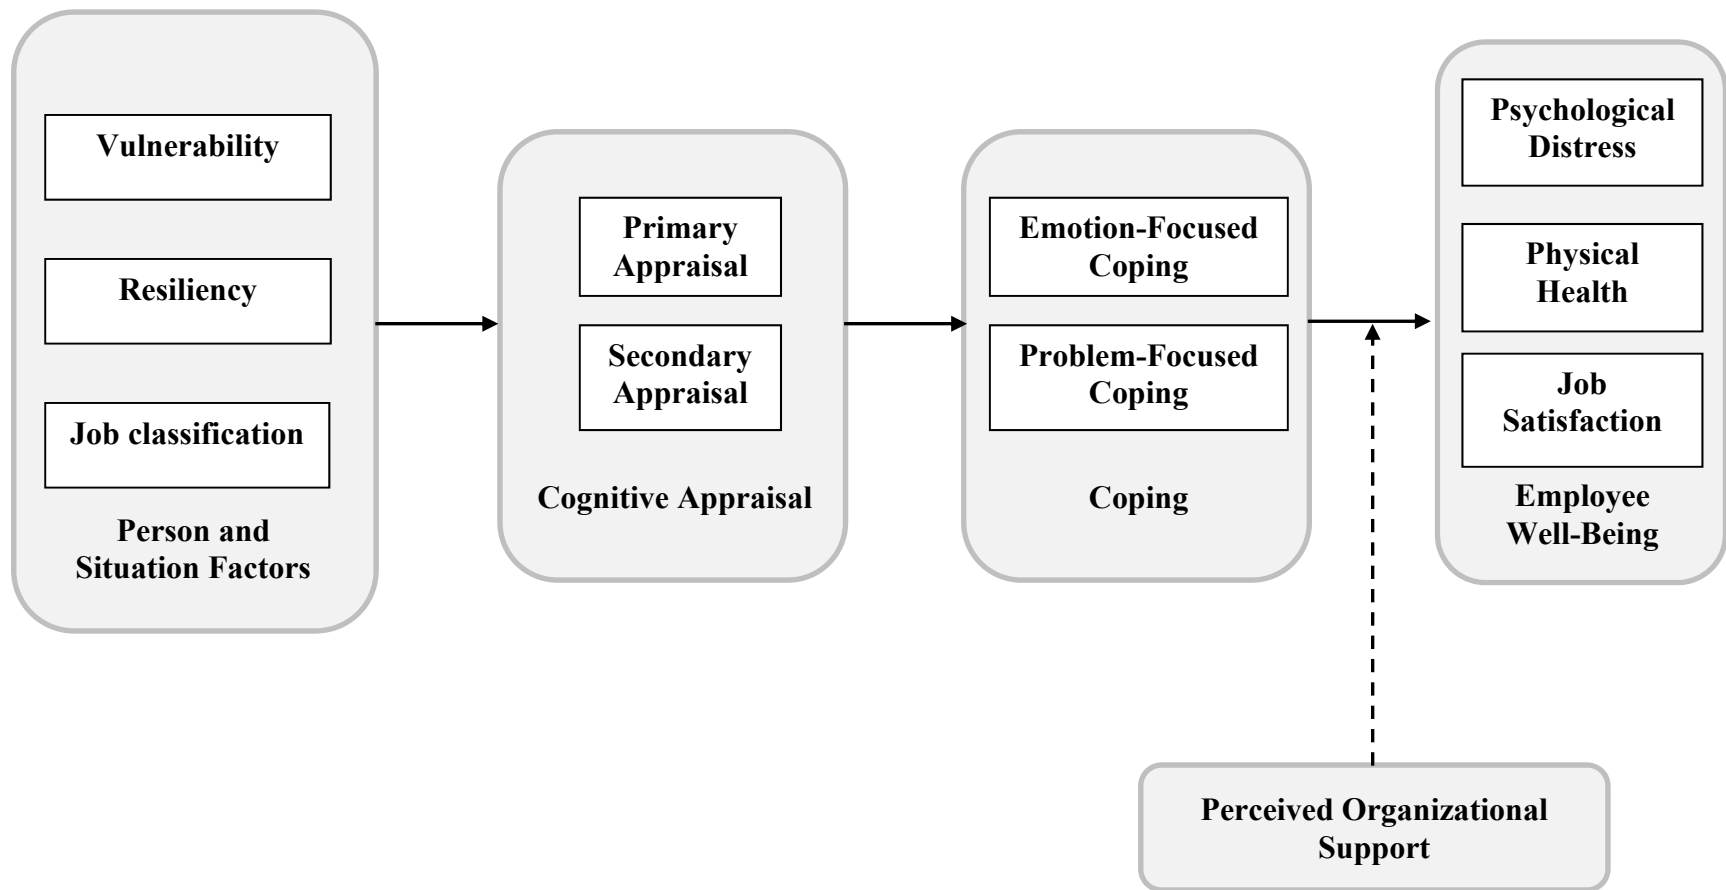 Vulnerability
Resiliency
Job classification
Person and
Situation Factors
Primary
Appraisal
Secondary
Appraisal
Cognitive Appraisal
Emotion-Focused
Coping
Problem-Focused
Coping
Coping
Psychological
Distress
Physical
Health
Job
Satisfaction
Employee
Well-Being
Perceived Organizational
Support